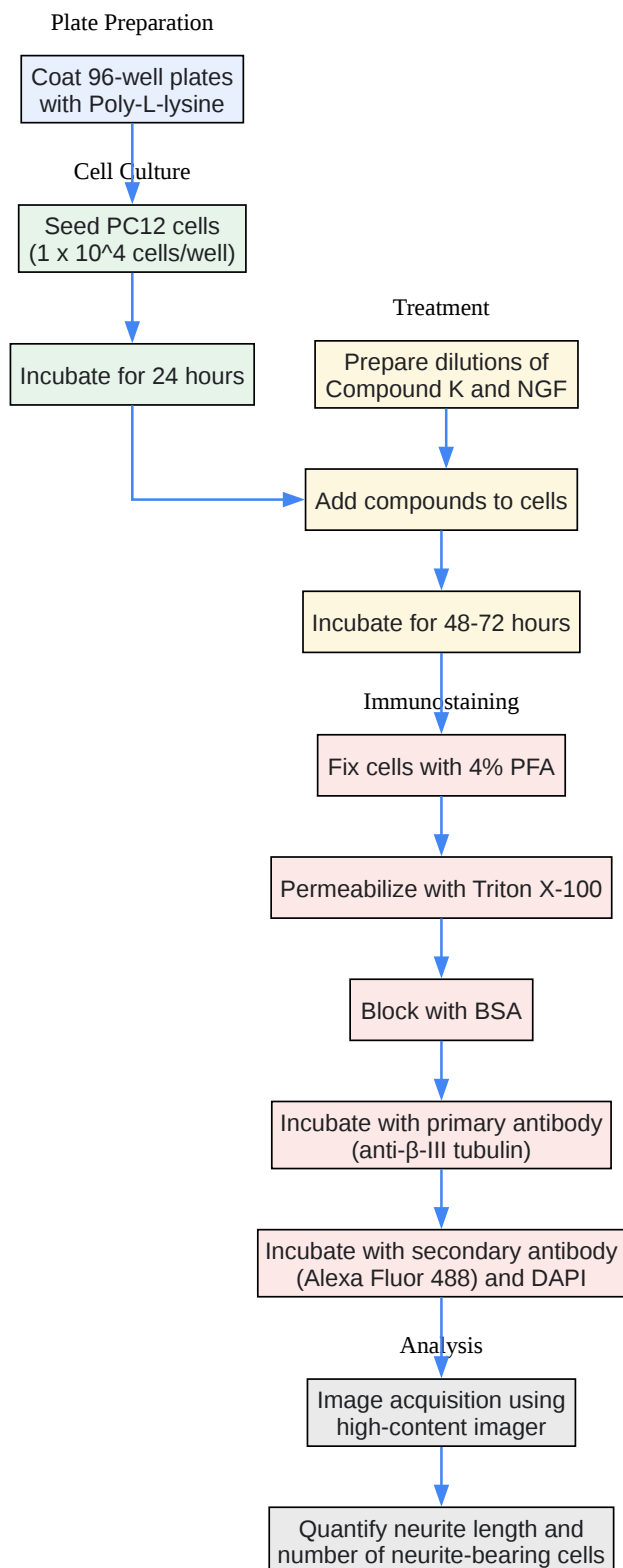 Plate Preparation
Coat 96-well plates
with Poly-L-lysine
Cell Culture
Seed PC12 cells
(1 x 10^4 cells/well)
Incubate for 24 hours
Treatment
Prepare dilutions of
Compound K and NGF
Add compounds to cells
Incubate for 48-72 hours
Immunostaining
Fix cells with 4% PFA
Permeabilize with Triton X-100
Block with BSA
Incubate with primary antibody
(anti-β-III tubulin)
Incubate with secondary antibody
(Alexa Fluor 488) and DAPI
Analysis
Image acquisition using
high-content imager
Quantify neurite length and
number of neurite-bearing cells